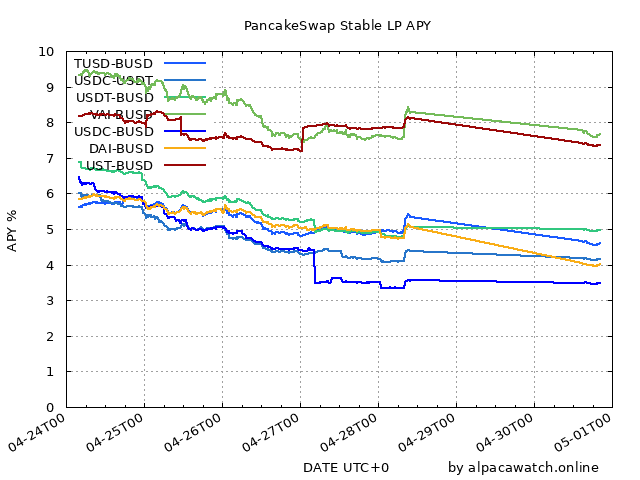 PancakeSwap Stable LP APY
TUSD-BUSD
USDC-USDT
USDT-BUSD
VAI-BUSD
USDC-BUSD
DAI-BUSD
UST-BUSD
APY %
10
9
8
7
6
5
4
3
2
1
0
04-24T00
04-25T00
04-26T00
04-27T00
04-28T00
04-29T00
04-30T00
05-01T00
DATE UTC+0
by alpacawatch.online